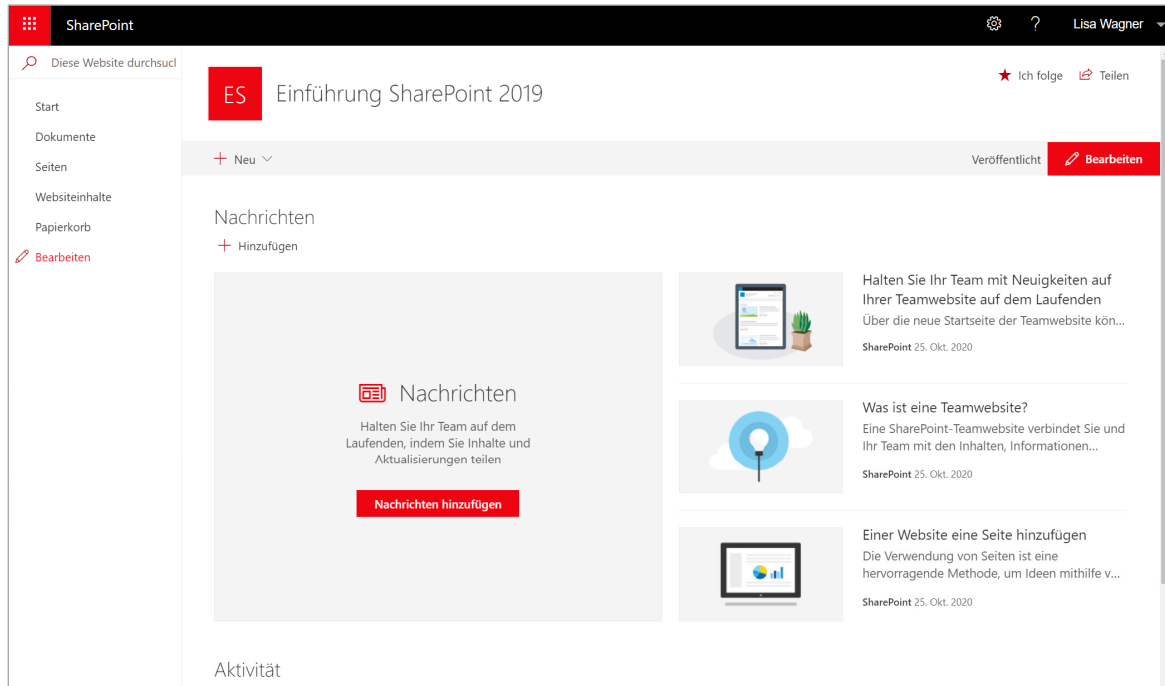 SharePoint
? Lisa Wagner
Diese Website durchsucl
Start
Dokumente
Seiten
Websiteinhalte
Papierkorb
Bearbeiten
ES Einführung SharePoint 2019
Ich folge Teilen
Neu
Veröffentlicht Bearbeiten
Nachrichten
Hinzufügen
Nachrichten
Halten Sie Ihr Team auf dem
Laufenden, indem Sie Inhalte und
Aktualisierungen teilen
Nachrichten hinzufügen
Halten Sie Ihr Team mit Neuigkeiten auf
Ihrer Teamwebsite auf dem Laufenden
Über die neue Startseite der Teamwebsite kön...
SharePoint 25. Okt. 2020
Was ist eine Teamwebsite?
Eine SharePoint-Teamwebsite verbindet Sie und
Ihr Team mit den Inhalten, Informationen...
SharePoint 25. Okt. 2020
Einer Website eine Seite hinzufügen
Die Verwendung von Seiten ist eine
hervorragende Methode, um Ideen mithilfe v...
SharePoint 25. Okt. 2020
Aktivität